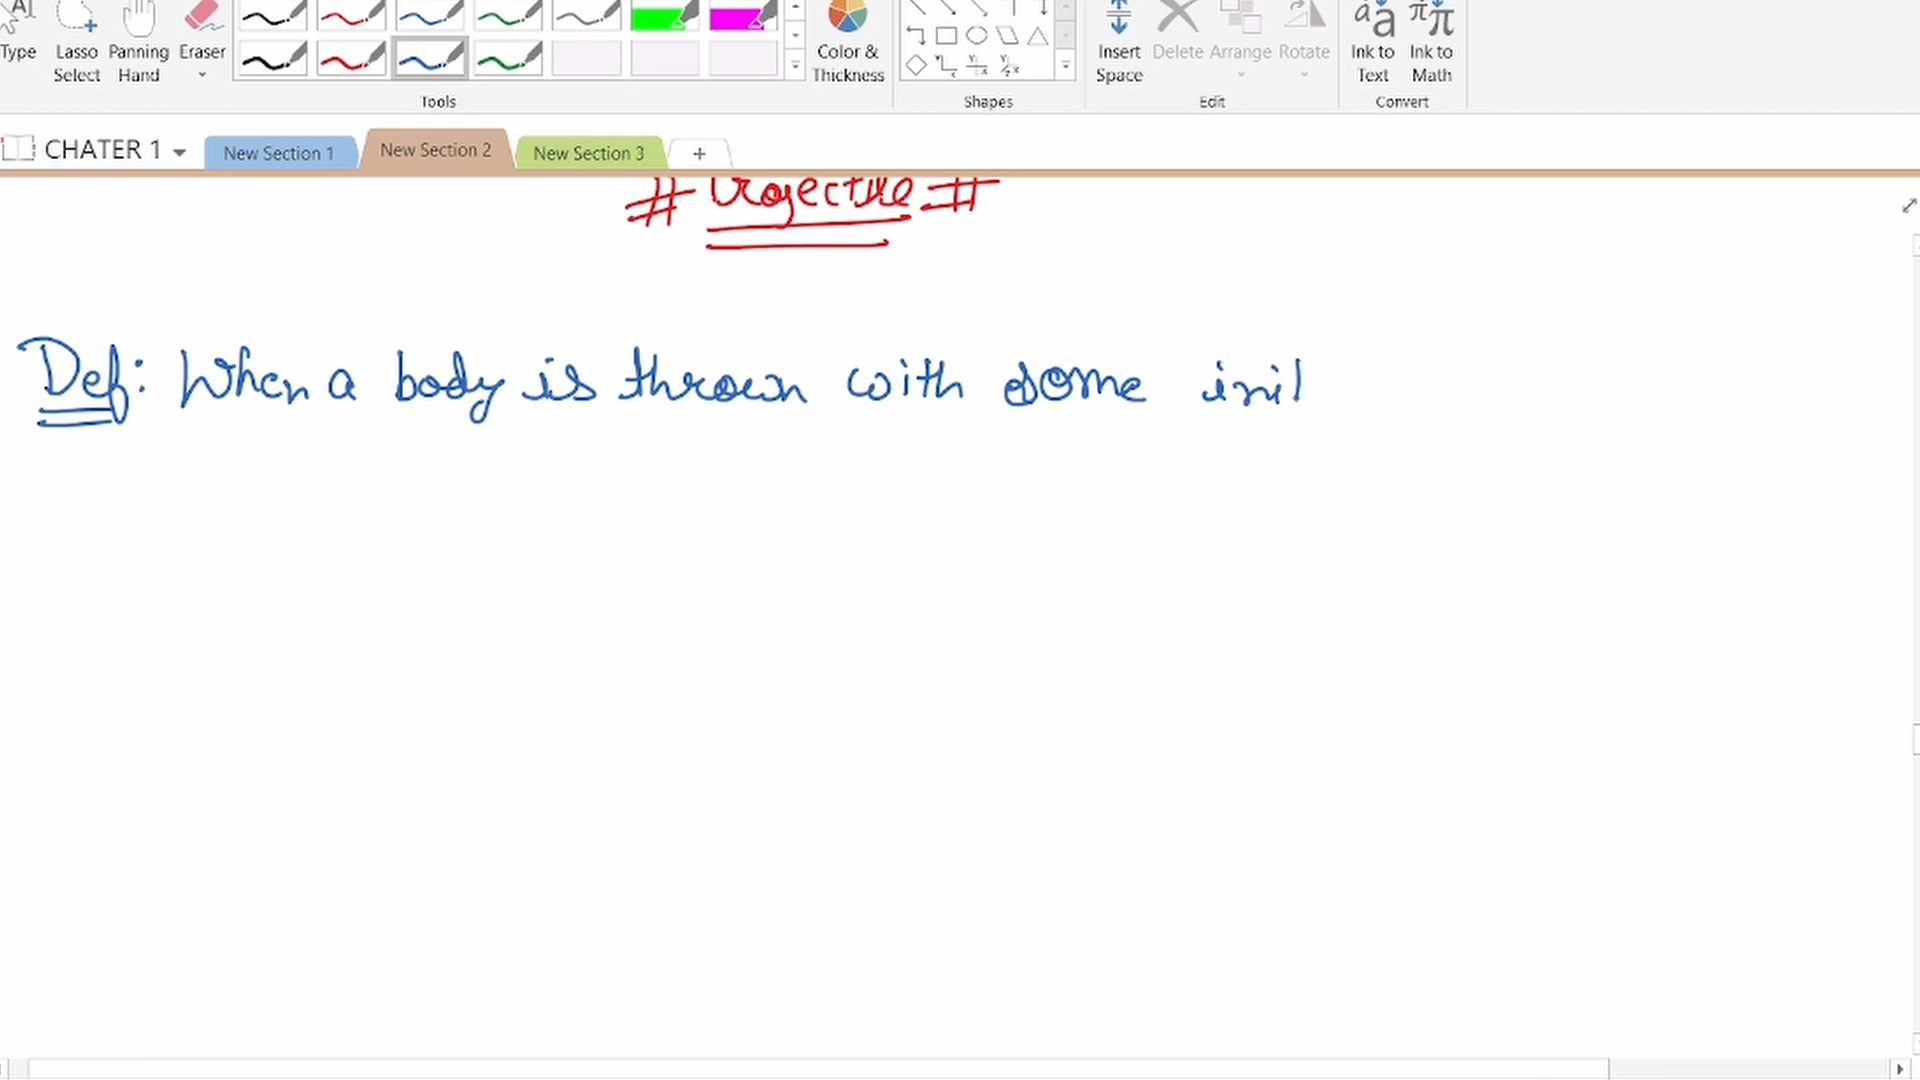 Type
Lasso Select
Panning Hand
Eraser
Color & Thickness
Insert Space
Delete
Arrange
Rotate
Ink to Text
Ink to Math
Tools
Shapes
Edit
Convert
CHATER 1
New Section 1
New Section 2
New Section 3
+
# #
Def: When a body is thrown with some ini